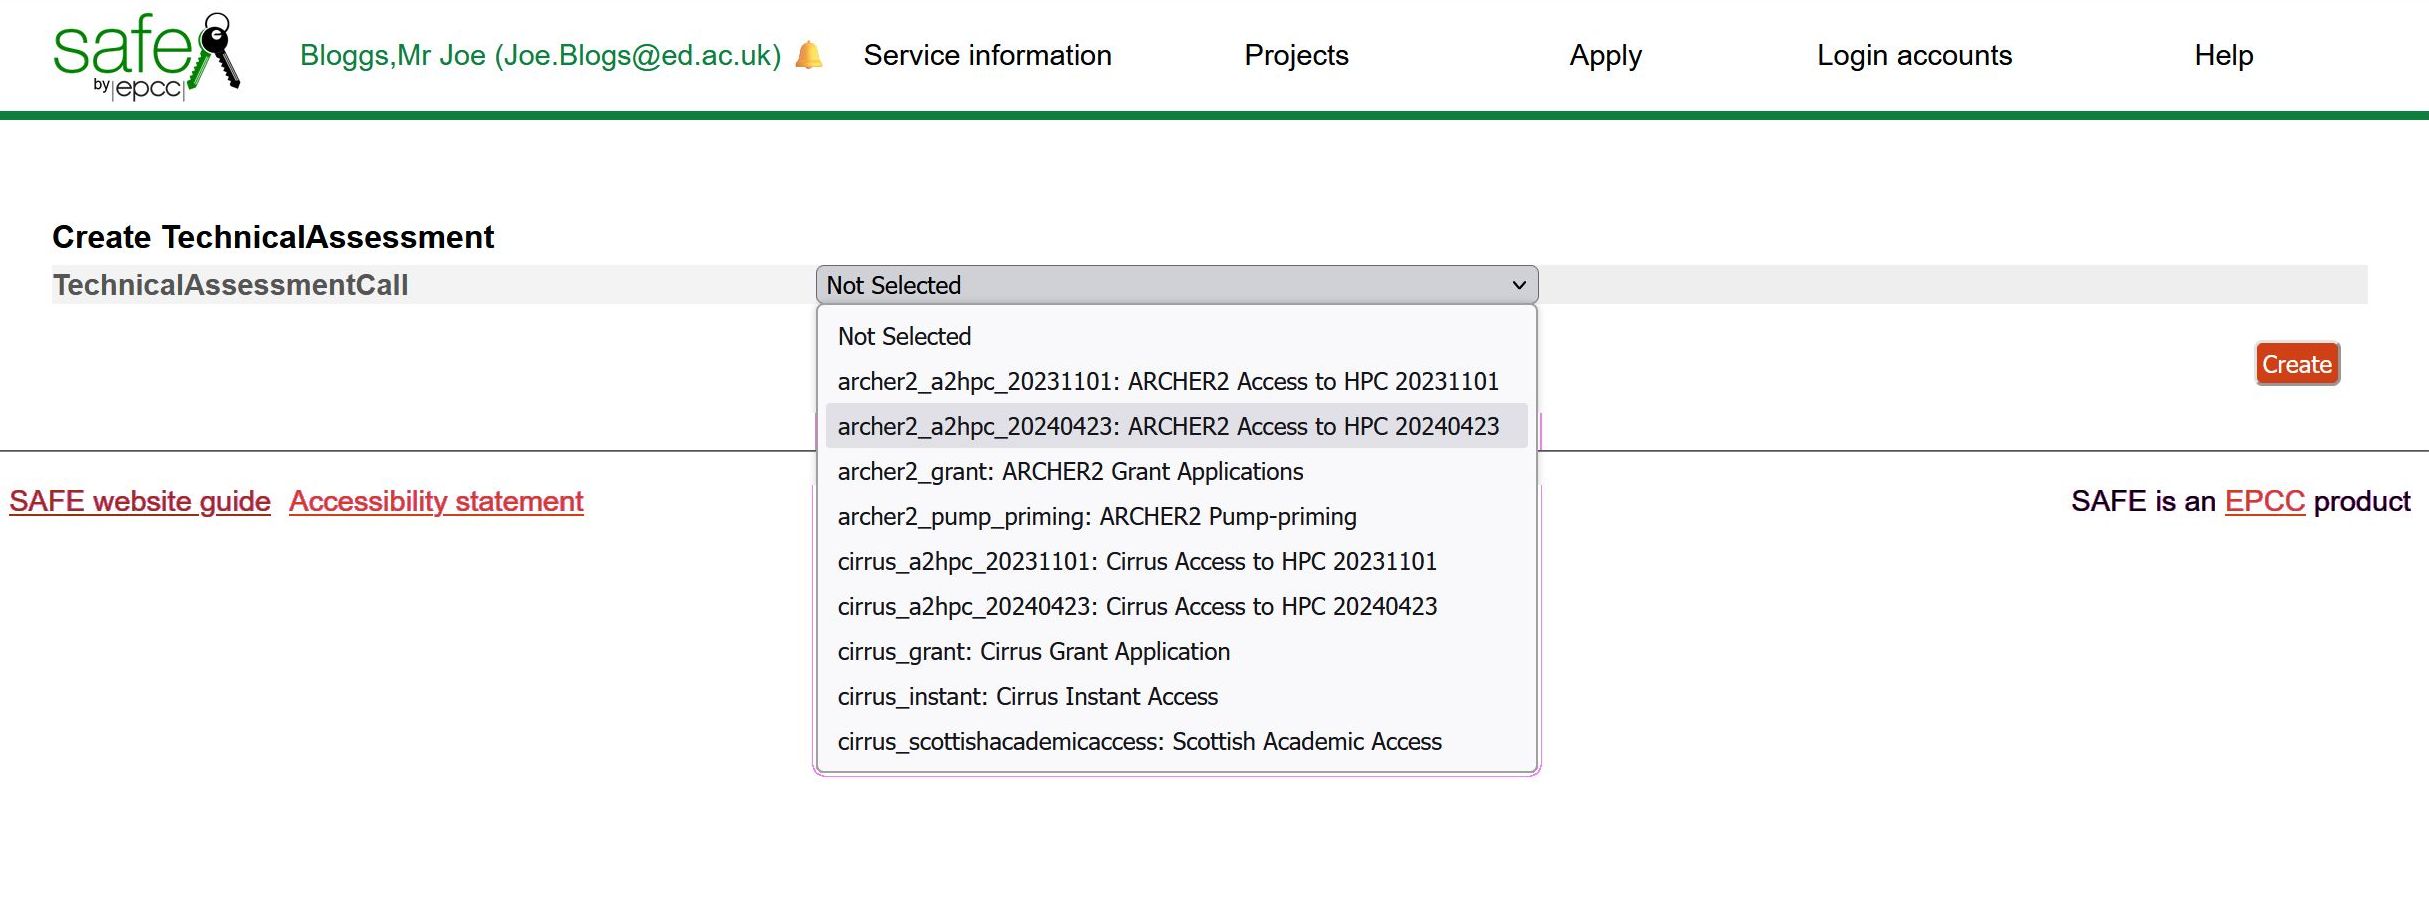 safe
by |epcc|
Bloggs,Mr Joe (Joe.Blogs@ed.ac.uk) Service information Projects Apply Login accounts Help
Create TechnicalAssessment
TechnicalAssessmentCall Not Selected
Not Selected
archer2_a2hpc_20231101: ARCHER2 Access to HPC 20231101
archer2_a2hpc_20240423: ARCHER2 Access to HPC 20240423
archer2_grant: ARCHER2 Grant Applications
archer2_pump_priming: ARCHER2 Pump-priming
cirrus_a2hpc_20231101: Cirrus Access to HPC 20231101
cirrus_a2hpc_20240423: Cirrus Access to HPC 20240423
cirrus_grant: Cirrus Grant Application
cirrus_instant: Cirrus Instant Access
cirrus_scottishacademicaccess: Scottish Academic Access
Create
SAFE website guide Accessibility statement SAFE is an EPCC product